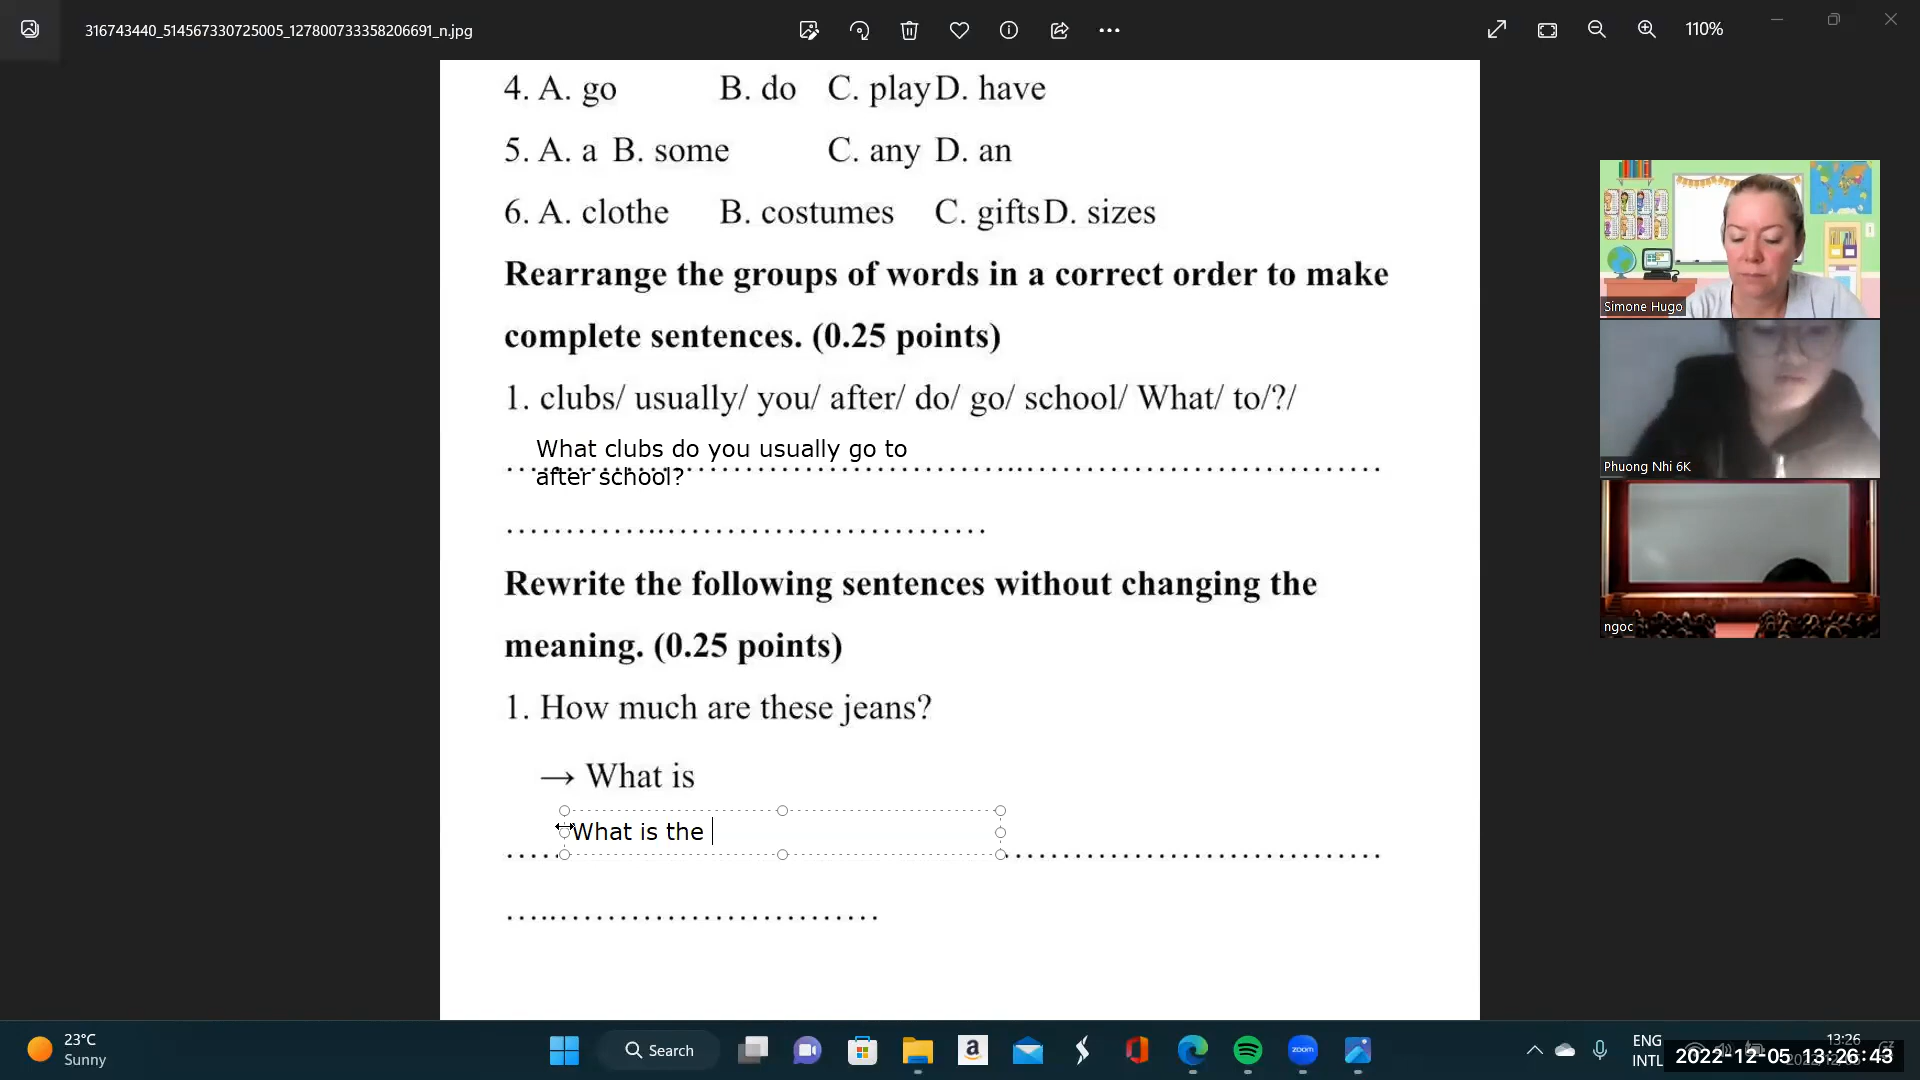 316743440_514567330725005_127800733358206691_n.jpg
110%
4. A. go B. do C. play D. have
5. A. a B. some C. any D. an
6. A. clothe B. costumes C. gifts D. sizes
Rearrange the groups of words in a correct order to make
complete sentences. (0.25 points)
1. clubs/ usually/ you/ after/ do/ go/ school/ What/ to/?/
What clubs do you usually go to
after school?
Rewrite the following sentences without changing the
meaning. (0.25 points)
1. How much are these jeans?
→ What is
What is the
Simone Hugo
Phuong Nhi 6K
ngoc
23°C
Sunny
Search
zoom
ENG
INTL
13:26
2022-12-05 13:26:43